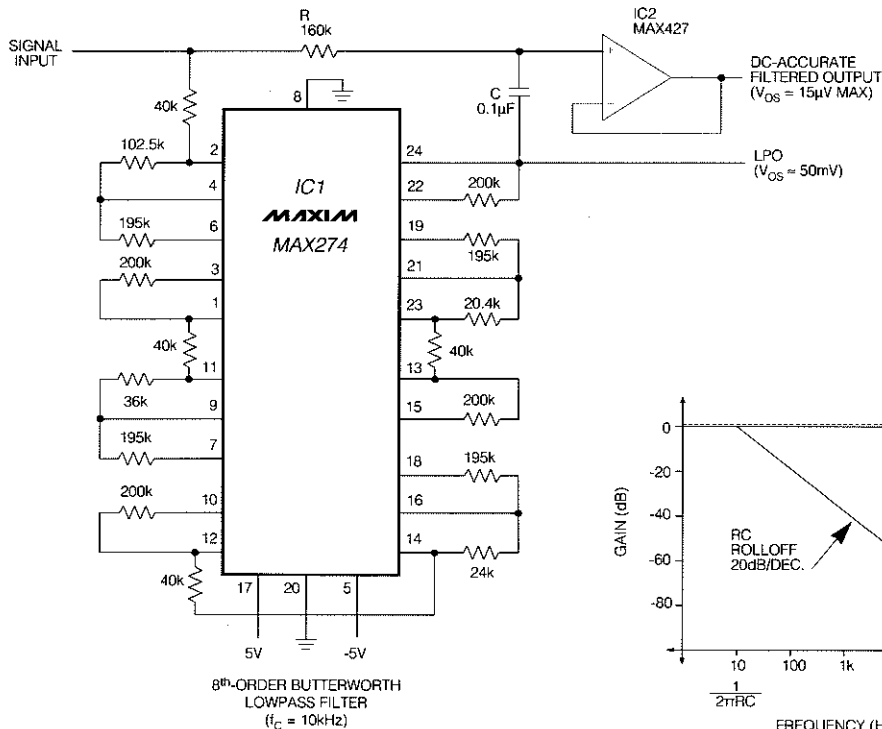 R
160k
IC2
MAX427
SIGNAL
INPUT
DC-ACCURATE
FILTERED OUTPUT
(VOS = 15µV MAX)
40k
8
C
0.1µF
102.5k
2
24
LPO
(VOS ≈ 50mV)
IC1
4
22
200k
MAXIM
195k
6
19
MAX274
195k
200k
3
21
1
23
20.4k
40k
40k
11
13
36k
9
15
200k
195k
7
18
195k
200k
10
16
12
14
24k
40k
17
20
5
5V
-5V
8th-ORDER BUTTERWORTH
LOWPASS FILTER
(fC = 10kHz)
GAIN (dB)
0
-20
-40
-60
-80
RC
ROLLOFF
20dB/DEC.
10
100
1k
1
2πRC
FREQUENCY (H